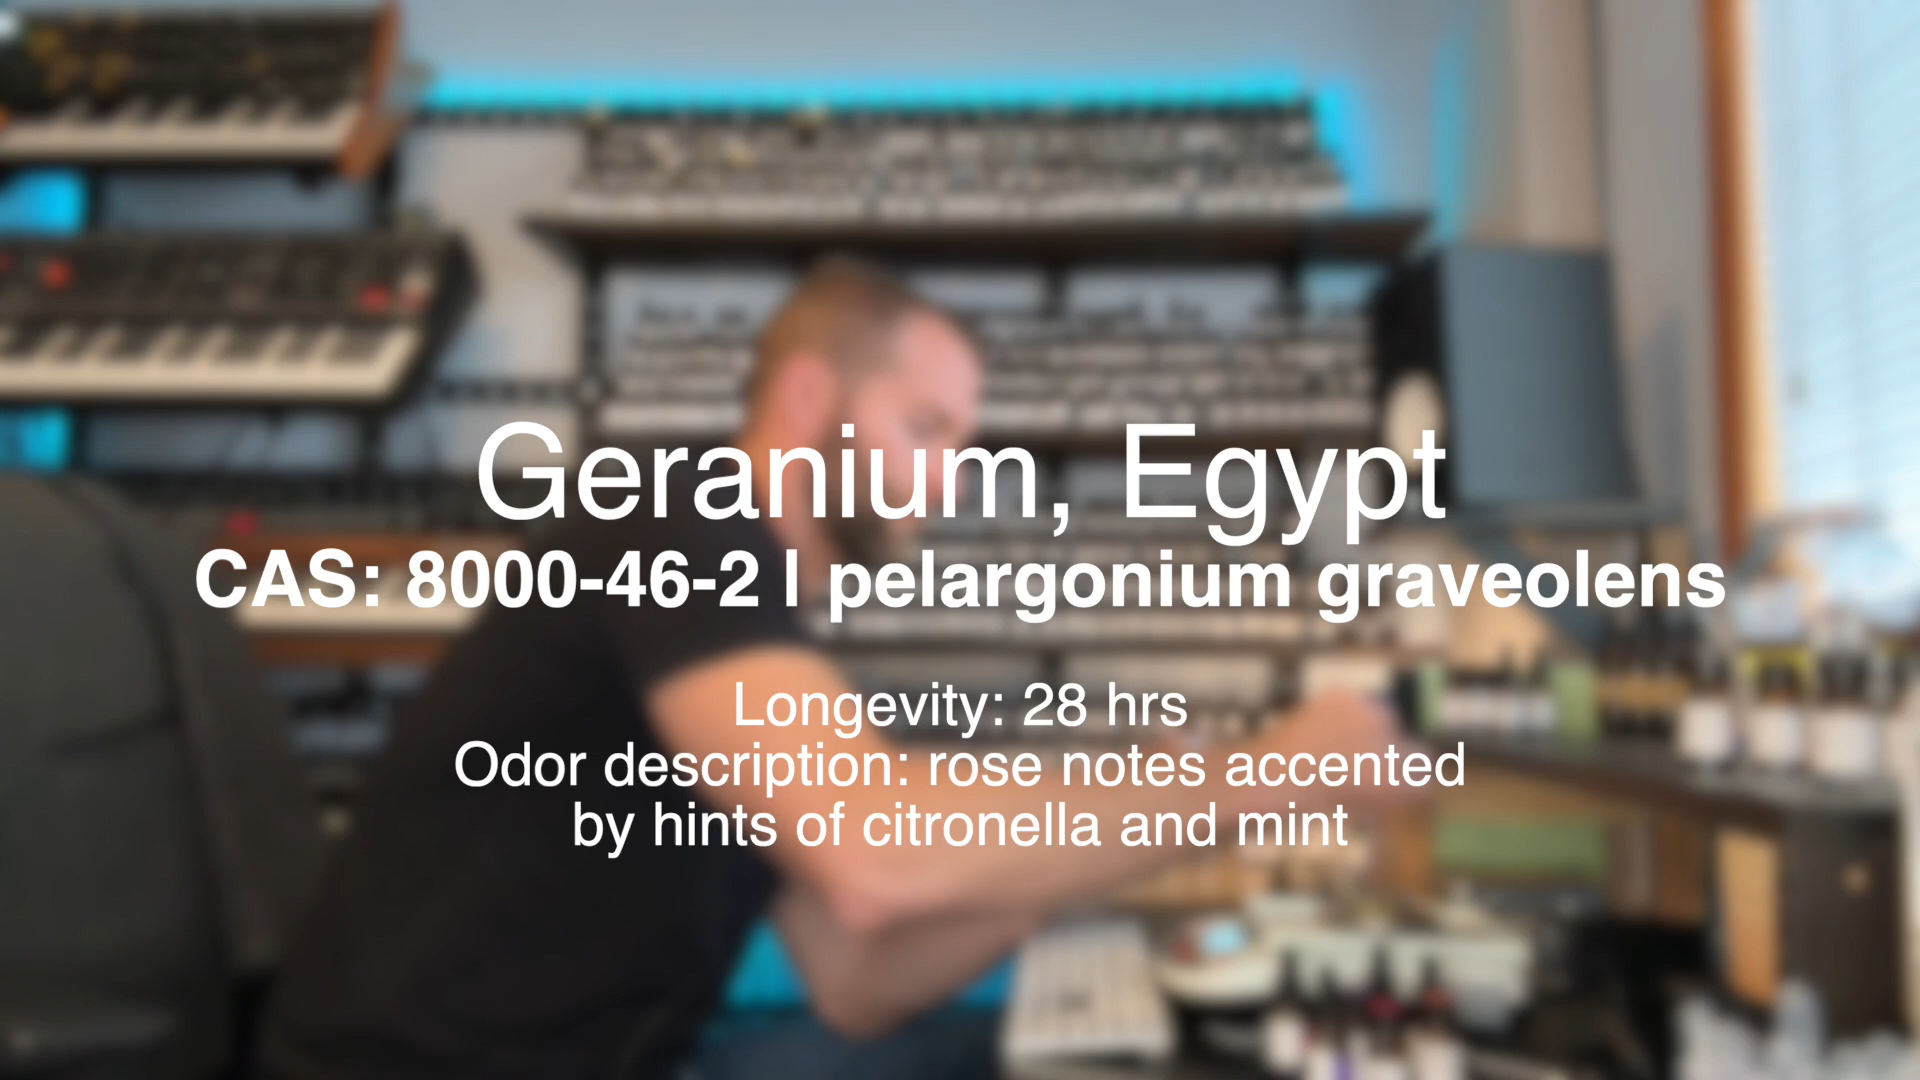 Geranium, Egypt
CAS: 8000-46-2 | pelargonium graveolens
Longevity: 28 hrs
Odor description: rose notes accented
by hints of citronella and mint